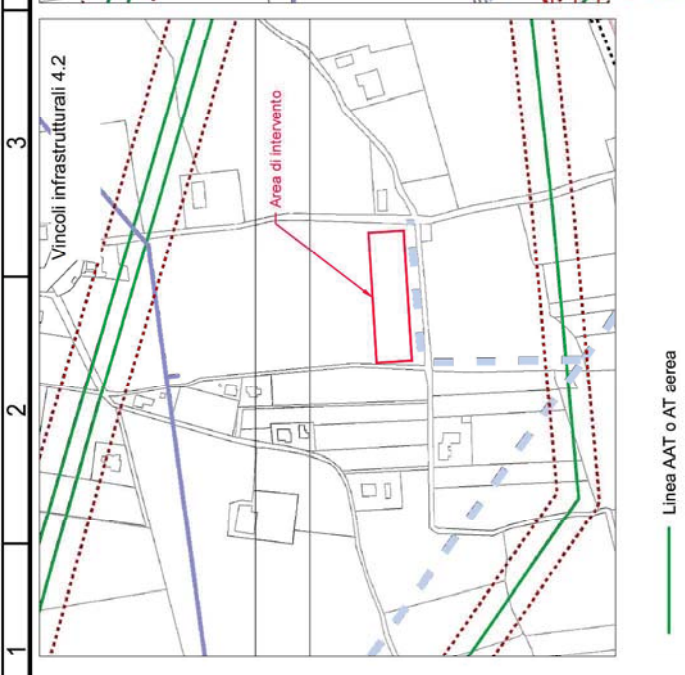 3
2
1
Vincoli infrastrutturali 4.2
Area di intervento
Linea AAT o AT aerea